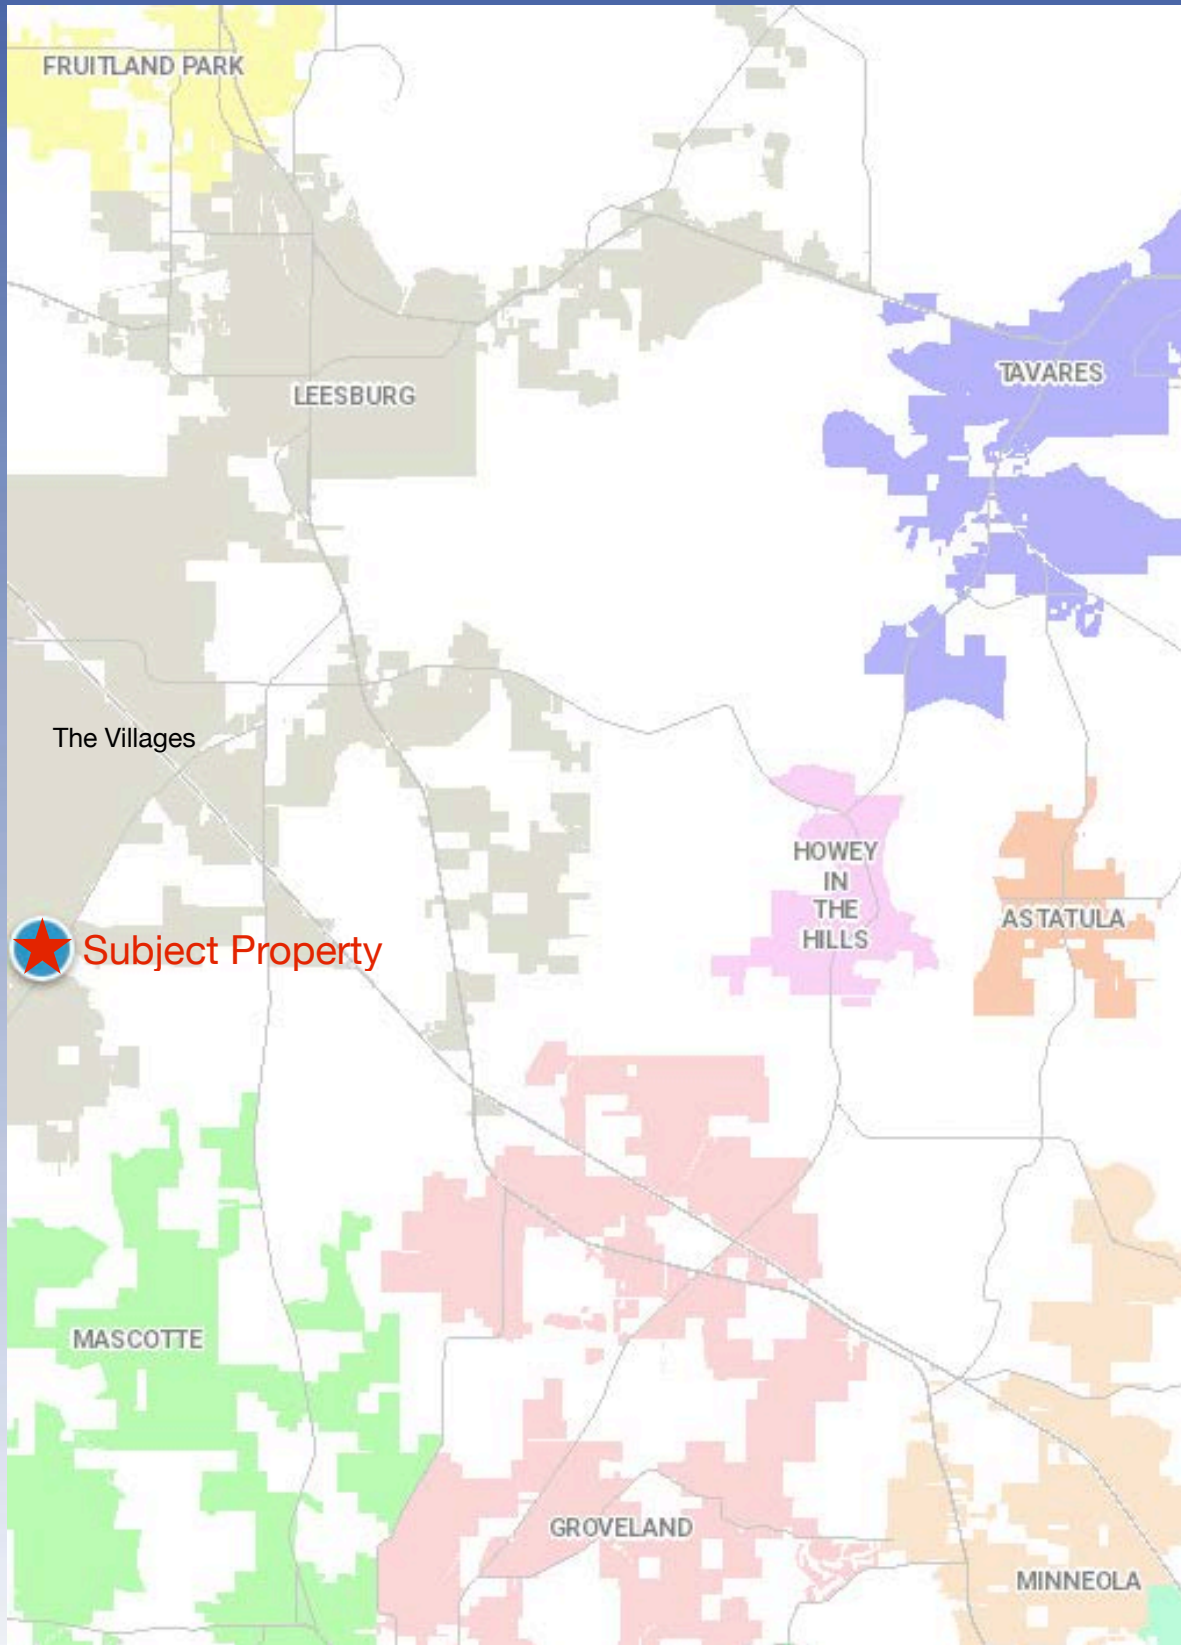 FRUITLAND PARK
TAVARES
LEESBURG
The Villages
HOWEY
IN
THE
HILLS
ASTATULA
Subject Property
MASCOTTE
GROVELAND
MINNEOLA